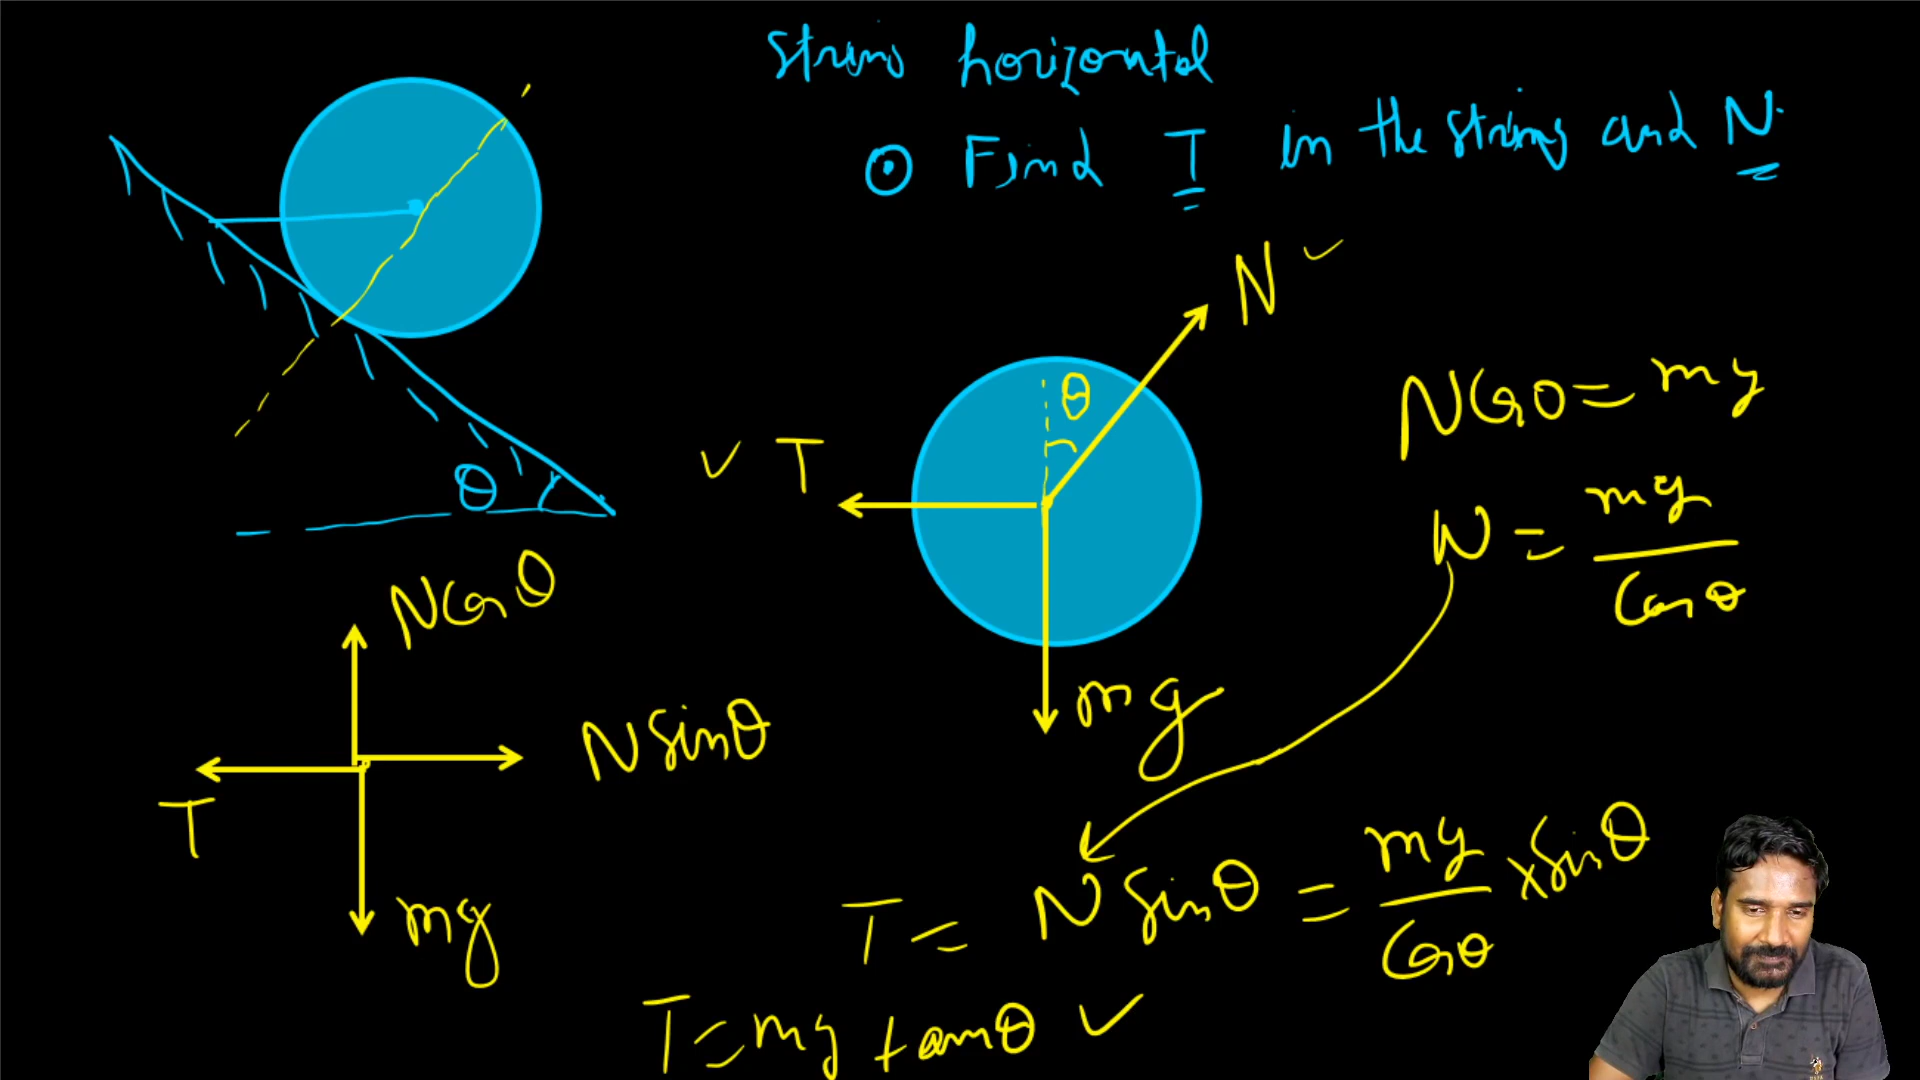 string horizontal
⊙ Find T in the string and N.
N ✓
θ
N Cosθ = mg
✓ T
θ
N = mg / Cosθ
N Cosθ
mg
N sinθ
T
T = N sinθ = mg / Cosθ × sinθ
mg
T = mg tanθ ✓